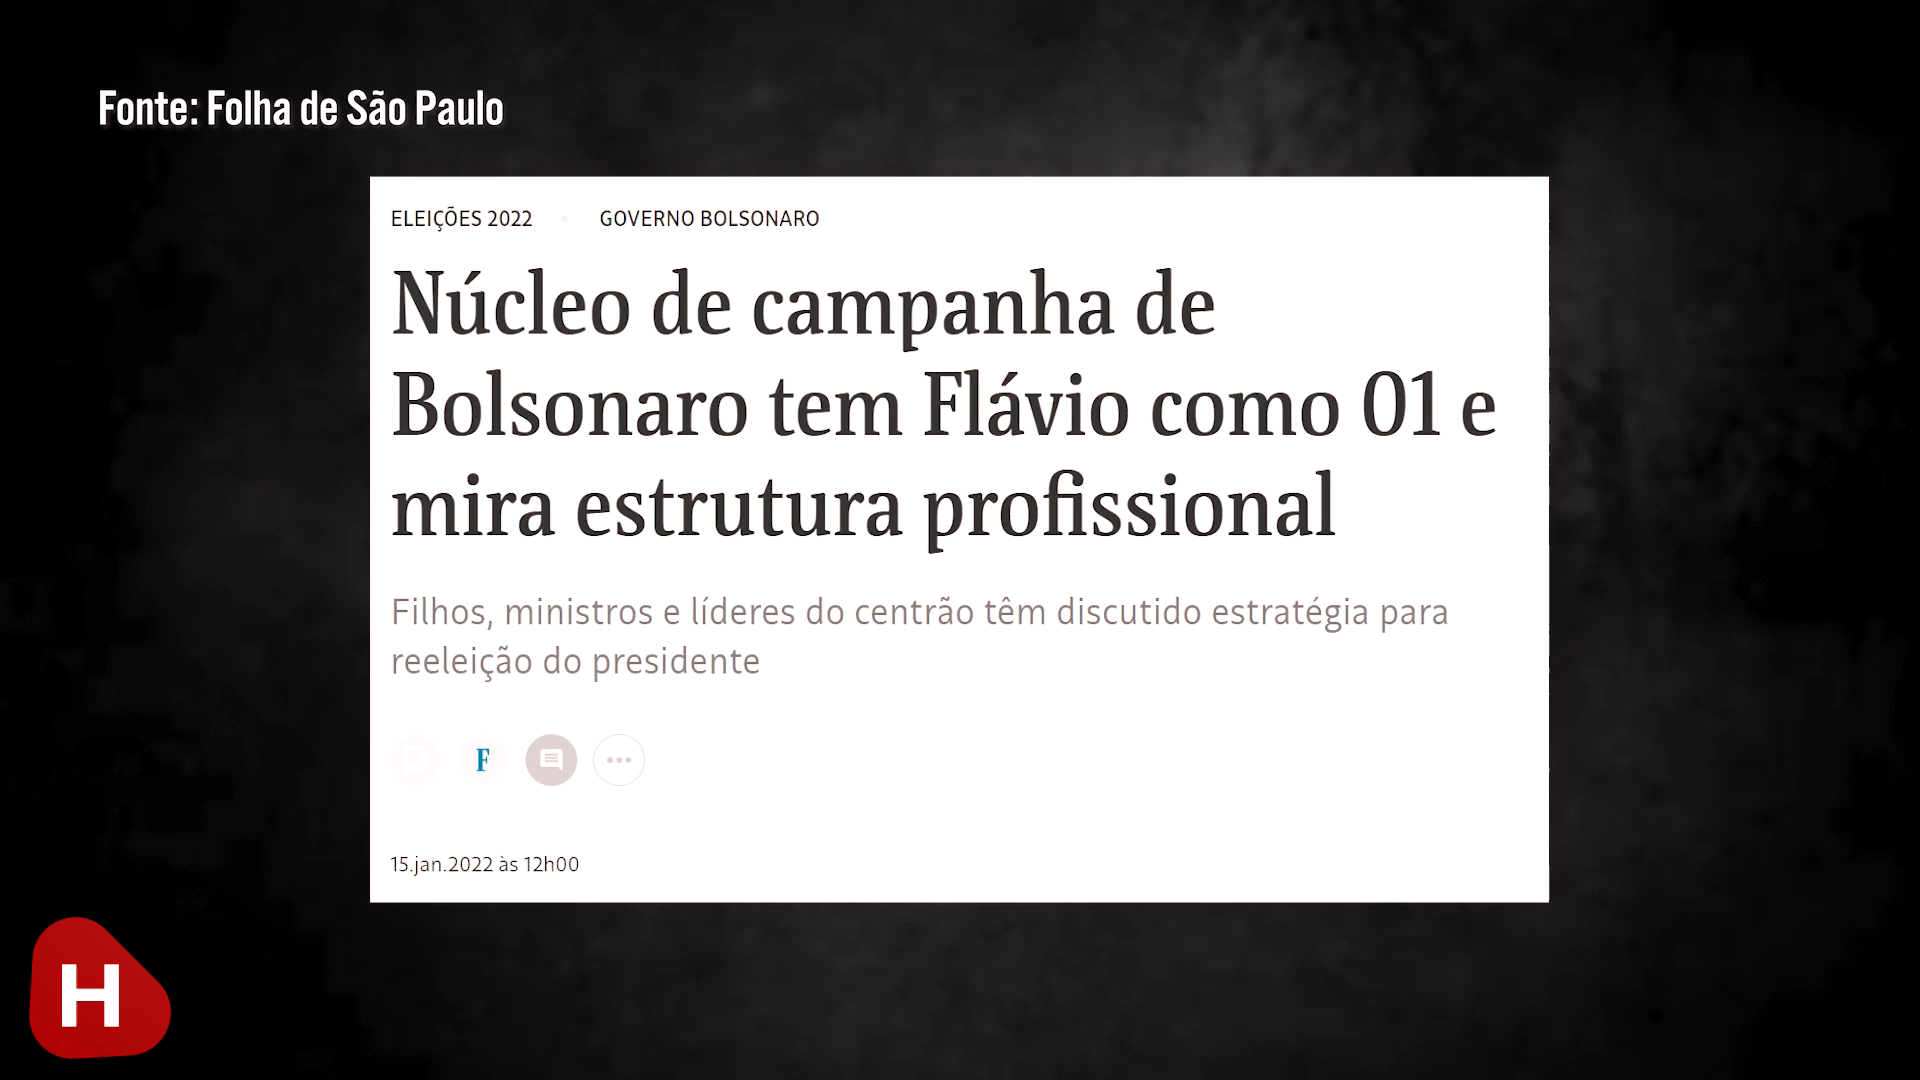 Fonte: Folha de São Paulo
ELEIÇÕES 2022 • GOVERNO BOLSONARO
Núcleo de campanha de
Bolsonaro tem Flávio como 01 e
mira estrutura profissional
Filhos, ministros e líderes do centrão têm discutido estratégia para
reeleição do presidente
F
15.jan.2022 às 12h00
H